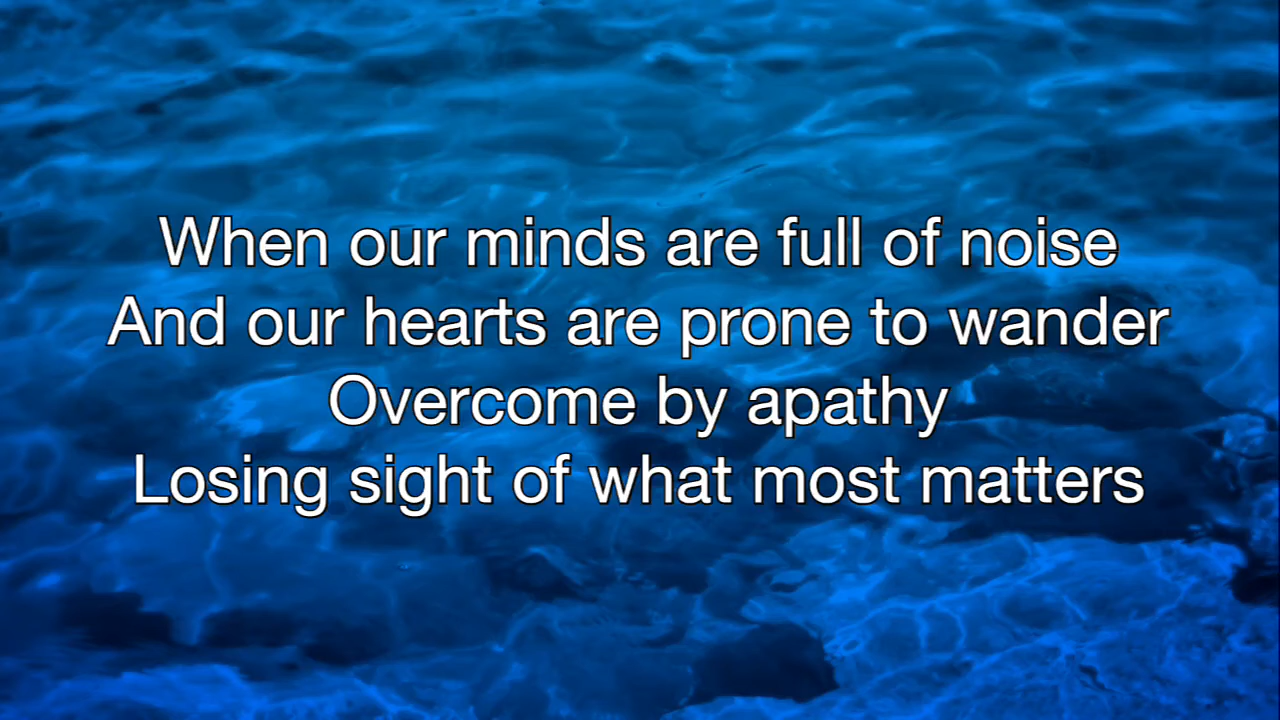 When our minds are full of noise
And our hearts are prone to wander
Overcome by apathy
Losing sight of what most matters